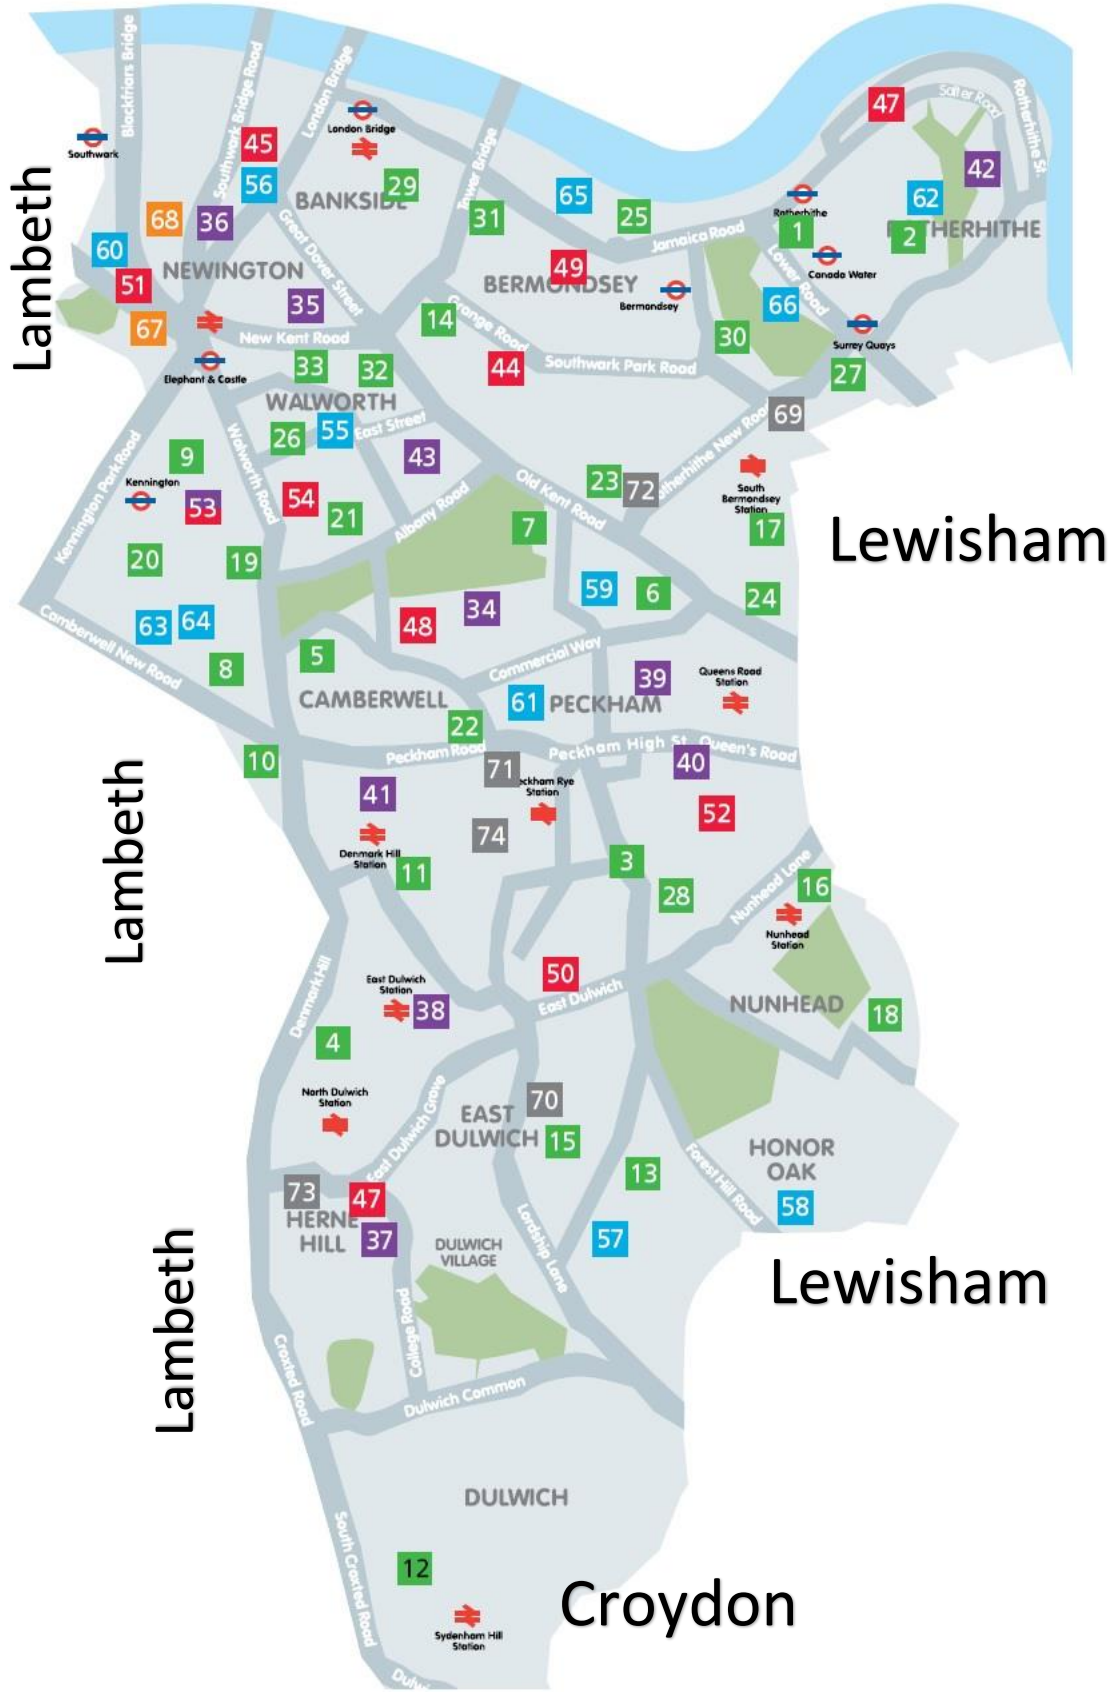 Blackfriars Bridge
Southwark Bridge Road
London Bridge
London Bridge
Southwark
47
Salter Road
Rotherhithe St.
45
56
42
Tower Bridge
29
BANKSIDE
65
62
68
36
31
25
Rotherhithe
1
2
Jamaica Road
60
Great Dover Street
Lower Road
Canada Water
NEWINGTON
49
BERMONDSEY
51
Bermondsey
66
35
67
14
Grange Road
30
Surrey Quays
New Kent Road
33
32
44
Southwark Park Road
27
Elephant & Castle
WALWORTH
69
26
55
East Street
9
Walworth Road
43
Kennington Park Road
Kennington
53
54
21
Albany Road
Old Kent Road
23
72
South
Bermondsey
Station
7
17
20
19
59
6
24
63
64
48
34
Camberwell New Road
8
5
Commercial Way
39
Queens Road
Station
CAMBERWELL
61
PECKHAM
22
10
Peckham Road
Peckham High St
Queen's Road
71
40
41
Station
52
74
Denmark Hill
Station
11
3
28
Nunhead Lane
16
Nunhead
Station
50
Denmark Hill
East Dulwich
Station
38
East Dulwich
NUNHEAD
18
4
North Dulwich
Station
70
EAST
DULWICH
15
East Dulwich Grove
13
HONOR
OAK
Forest Hill Road
73
47
HERNE
HILL
37
58
57
Lordship Lane
DULWICH
VILLAGE
College Road
Croxted Road
Dulwich Common
DULWICH
South Croxted Road
12
Sydenham Hill
Station
Lambeth
Lambeth
Lambeth
Lewisham
Lewisham
Croydon